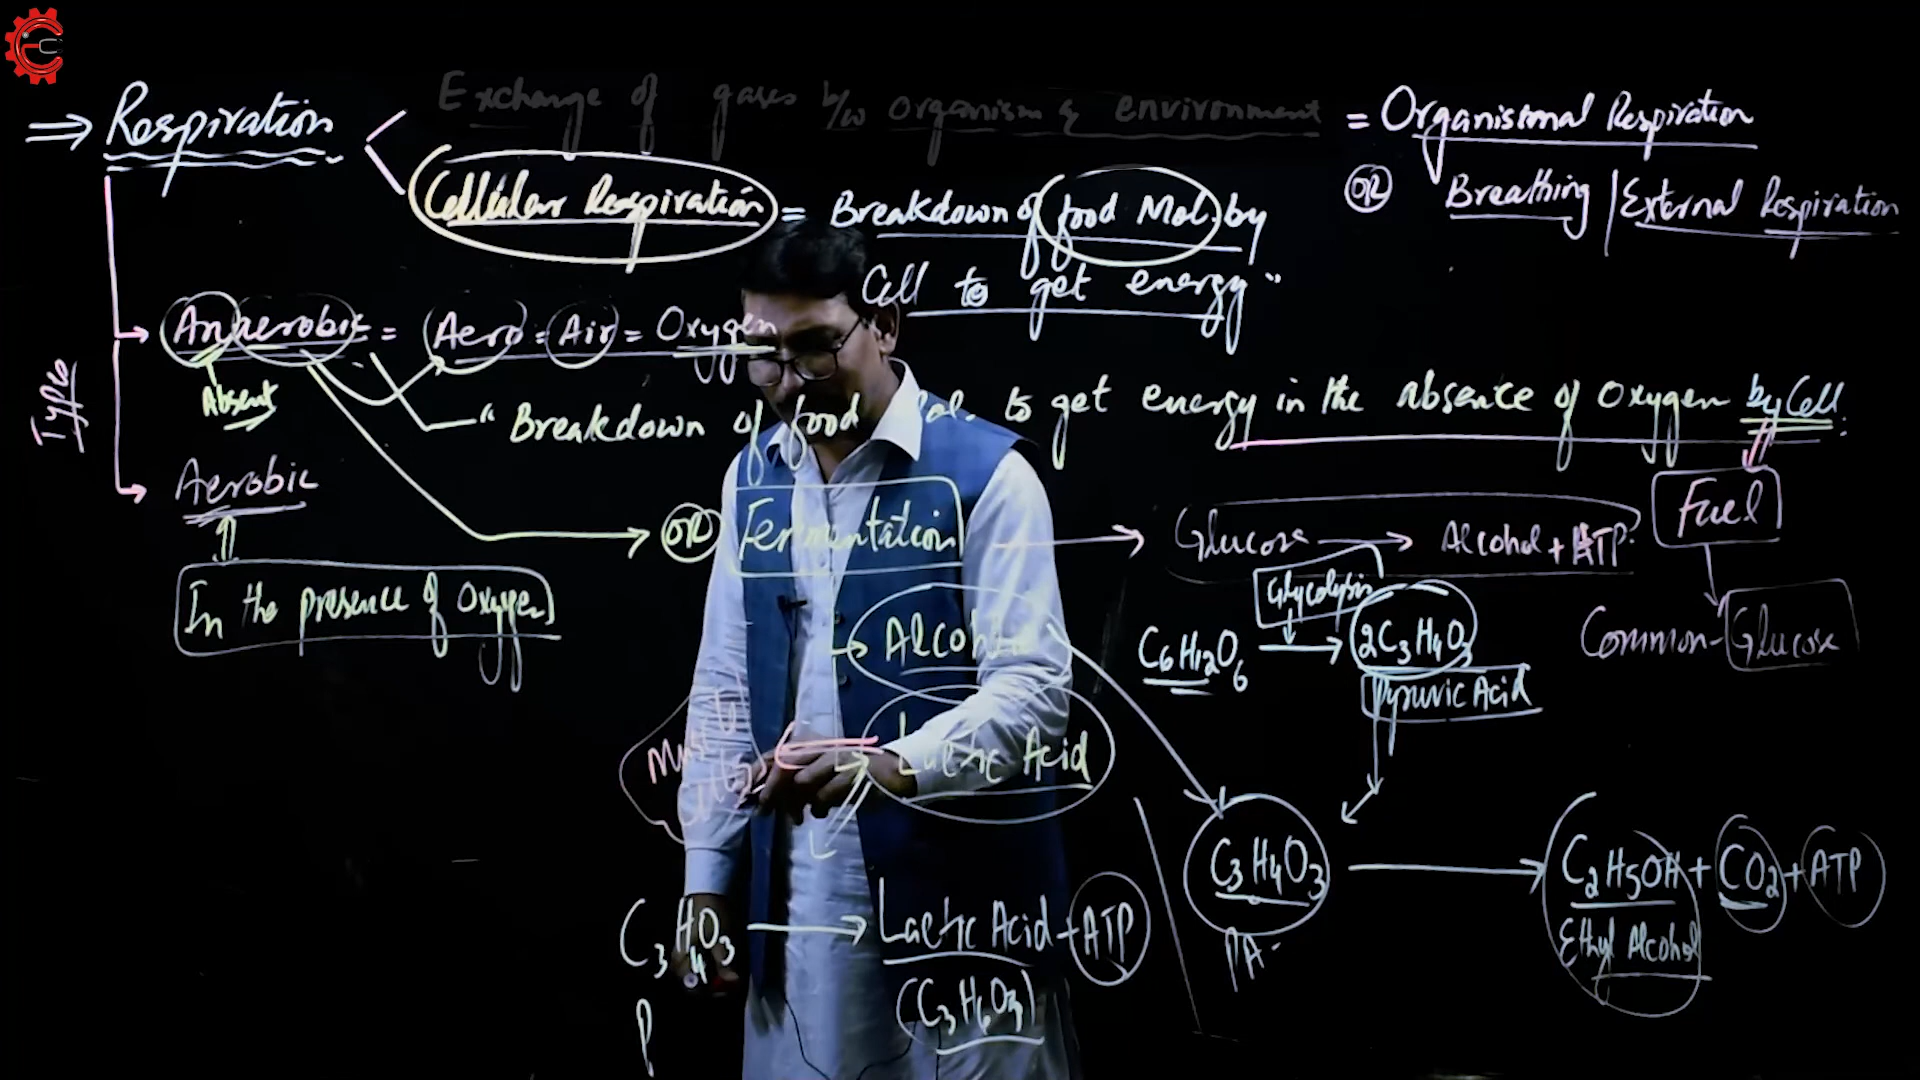 ⇒ Respiration
Exchange of gases b/w organism & environment = Organismal Respiration
OR Breathing | External Respiration
Cellular Respiration = Breakdown of food Mol. by
Cell to get energy"
Types
Anaerobic = Aero = Air = Oxygen
Absent
"Breakdown of food Mol. to get energy in the absence of Oxygen by Cell.
Aerobic
In the presence of Oxygen
OR Fermentation → Glucose → Alcohol + ATP
Fuel
Common - Glucose
Glycolysis
C6H12O6 → 2C3H4O3
Pyruvic Acid
→ Alcoholic
→ Lactic Acid
C3H4O3 → C2H5OH + CO2 + ATP
PA.
Ethyl Alcohol
C3H4O3 → Lactic Acid + ATP
P
(C3H6O3)